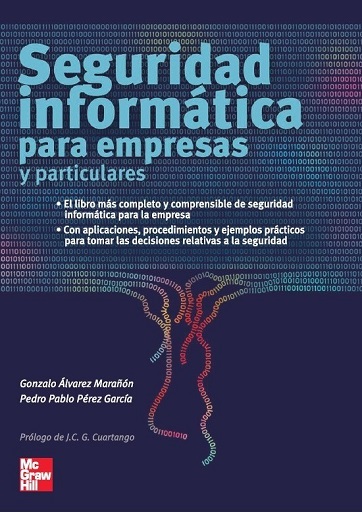 Seguridad
informática
para empresas
y particulares
• El libro más completo y comprensible de seguridad
informática para la empresa
• Con aplicaciones, procedimientos y ejemplos prácticos
para tomar las decisiones relativas a la seguridad
Gonzalo Álvarez Marañón
Pedro Pablo Pérez García
Prólogo de J.C. G. Cuartango
Mc
Graw
Hill